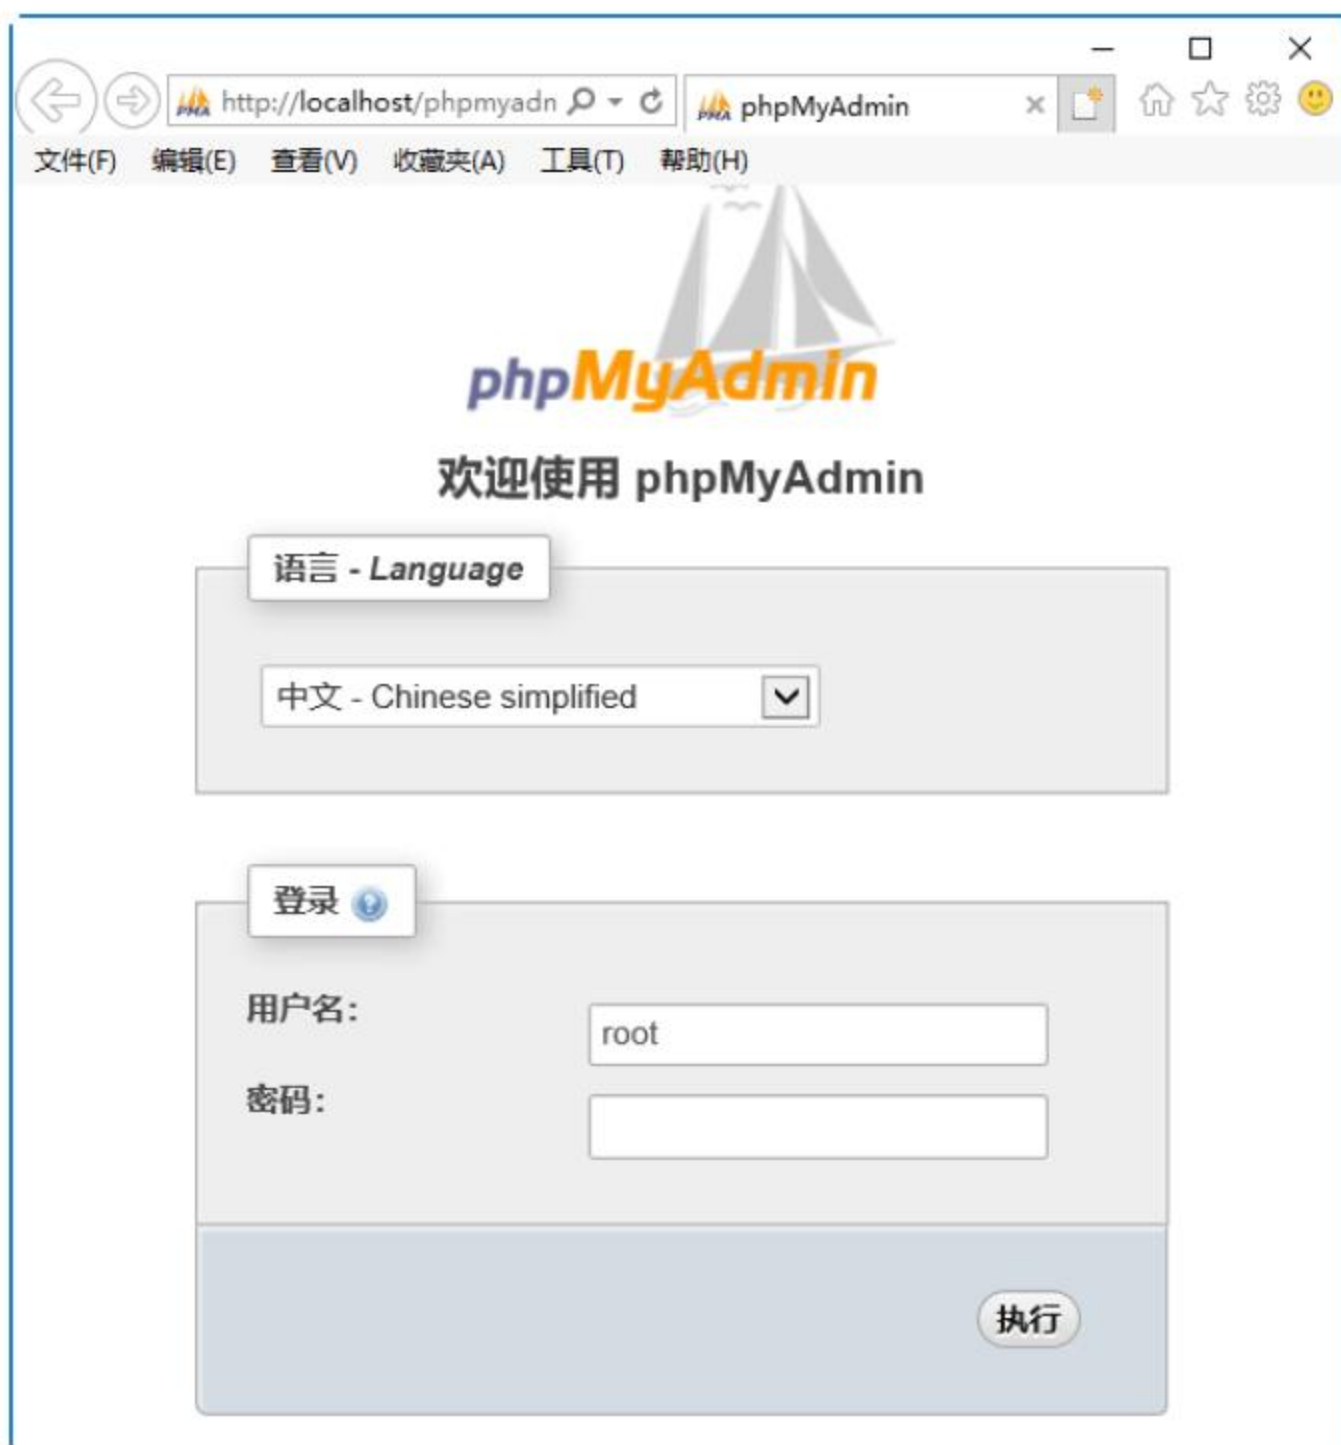 http://localhost/phpmyadn
phpMyAdmin
文件(F) 编辑(E) 查看(V) 收藏夹(A) 工具(T) 帮助(H)
phpMyAdmin
欢迎使用 phpMyAdmin
语言 - Language
中文 - Chinese simplified
登录
用户名:
root
密码:
执行